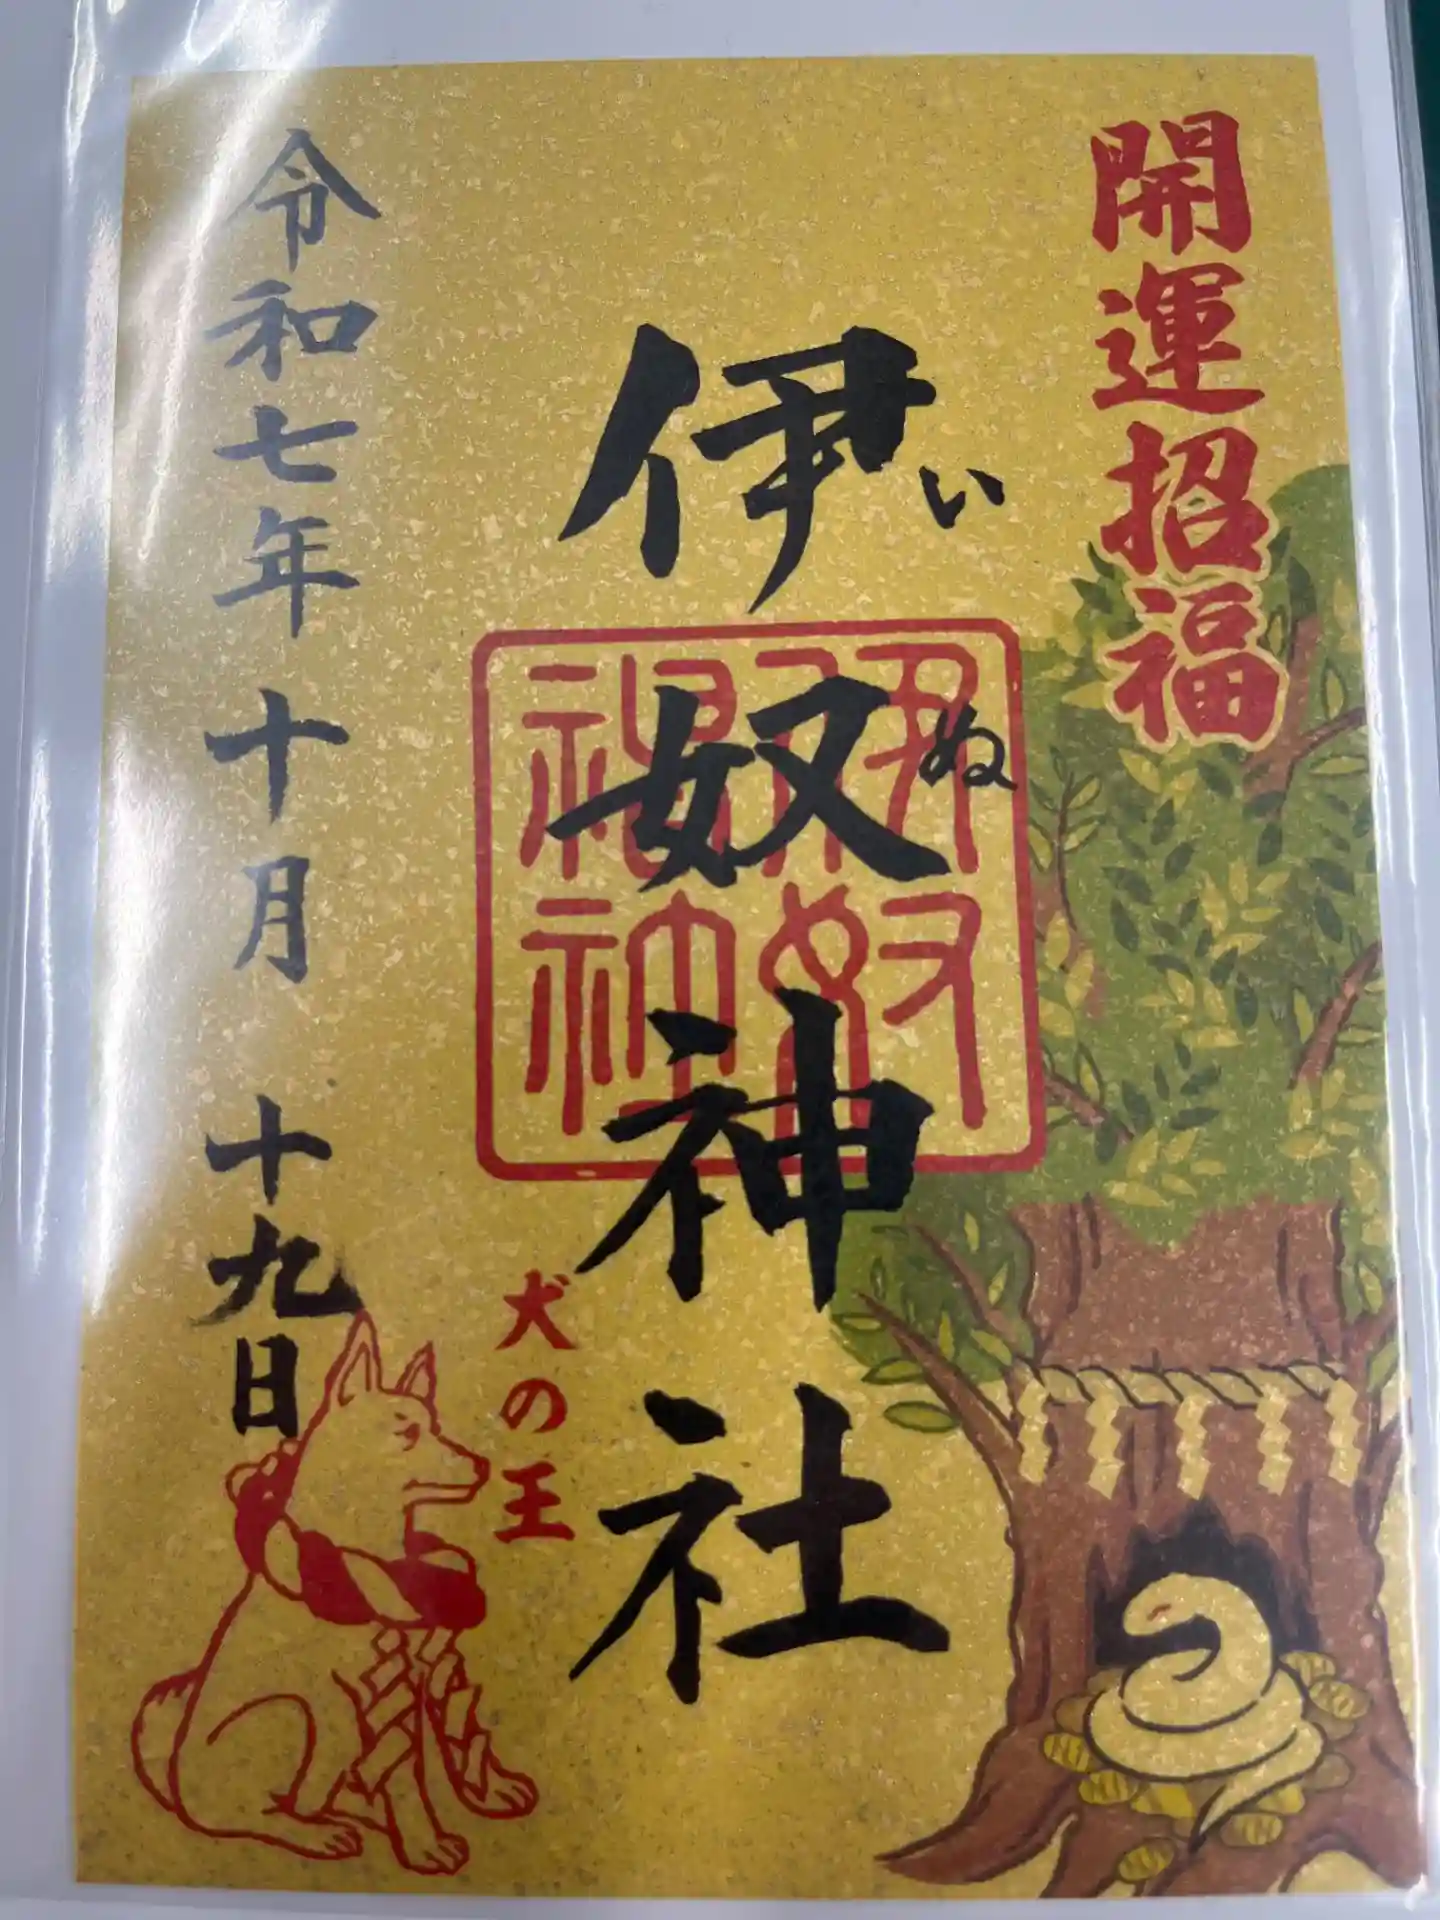 開運招福
伊奴神社
いぬ
伊奴
神社
犬の王
令和七年十月十九日